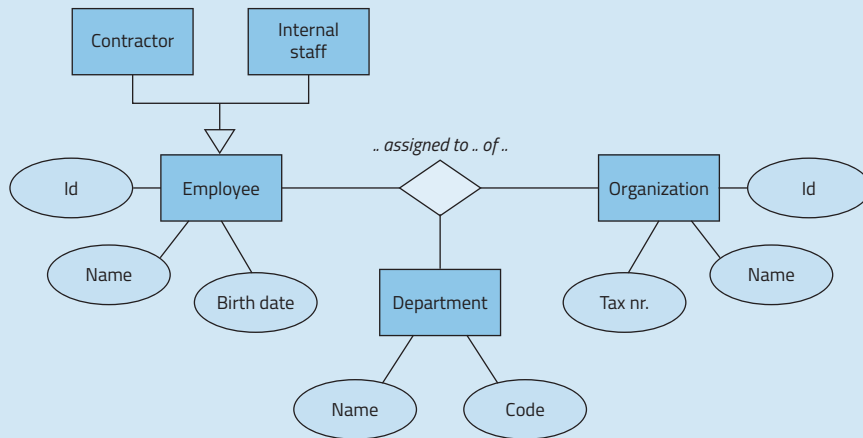 Contractor
Internal
staff
.. assigned to .. of ..
Id
Employee
Organization
Id
Name
Birth date
Department
Tax nr.
Name
Name
Code